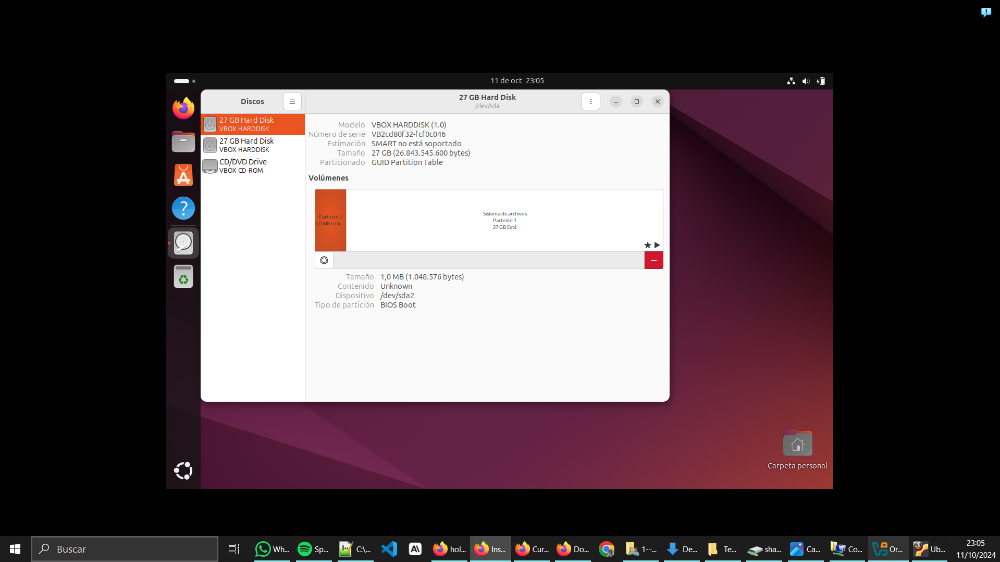 11 de oct 23:05
Discos
27 GB Hard Disk
/dev/sda
27 GB Hard Disk
VBOX HARDDISK
27 GB Hard Disk
VBOX HARDDISK
CD/DVD Drive
VBOX CD-ROM
Modelo VBOX HARDDISK (1.0)
Número de serie VB2cd80f32-fcf0c046
Estimación SMART no está soportado
Tamaño 27 GB (26.843.545.600 bytes)
Particionado GUID Partition Table
Volúmenes
Partición 2
1,0 MB Unk...
Sistema de archivos
Partición 1
27 GB Ext4
Tamaño 1,0 MB (1.048.576 bytes)
Contenido Unknown
Dispositivo /dev/sda2
Tipo de partición BIOS Boot
Carpeta personal
Buscar
Wh...
Sp...
C:\...
hol...
Ins...
Cur...
Do...
1--...
De...
Te...
sha...
Ca...
Co...
Or...
Ub...
23:05
11/10/2024